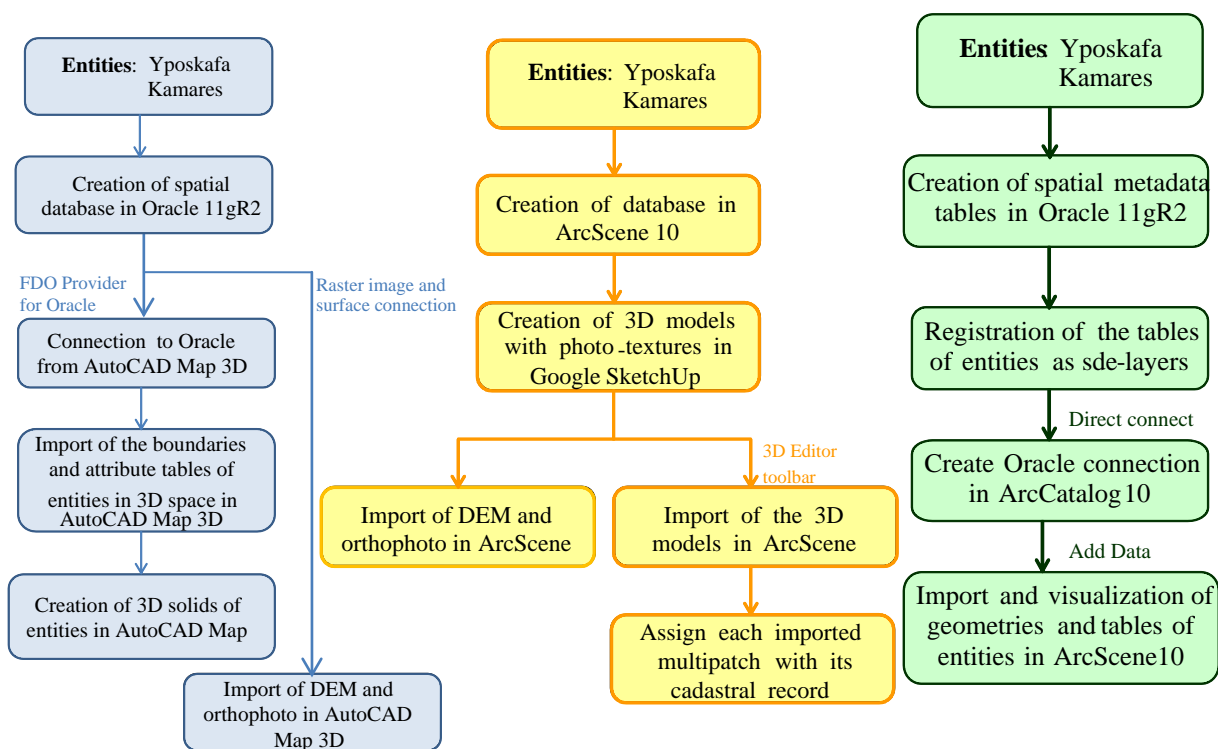 Entities: Yposkafa
Kamares
Creation of spatial
database in Oracle 11gR2
FDO Provider
for Oracle
Raster image and
surface connection
Connection to Oracle
from AutoCAD Map 3D
Import of the boundaries
and attribute tables of
entities in 3D space in
AutoCAD Map 3D
Creation of 3D solids of
entities in AutoCAD Map
Import of DEM and
orthophoto in AutoCAD
Map 3D
Entities: Yposkafa
Kamares
Creation of database in
ArcScene 10
Creation of 3D models
with photo-textures in
Google SketchUp
3D Editor
toolbar
Import of DEM and
orthophoto in ArcScene
Import of the 3D
models in ArcScene
Assign each imported
multipatch with its
cadastral record
Entities: Yposkafa
Kamares
Creation of spatial metadata
tables in Oracle 11gR2
Registration of the tables
of entities as sde-layers
Direct connect
Create Oracle connection
in ArcCatalog 10
Add Data
Import and visualization of
geometries and tables of
entities in ArcScene10